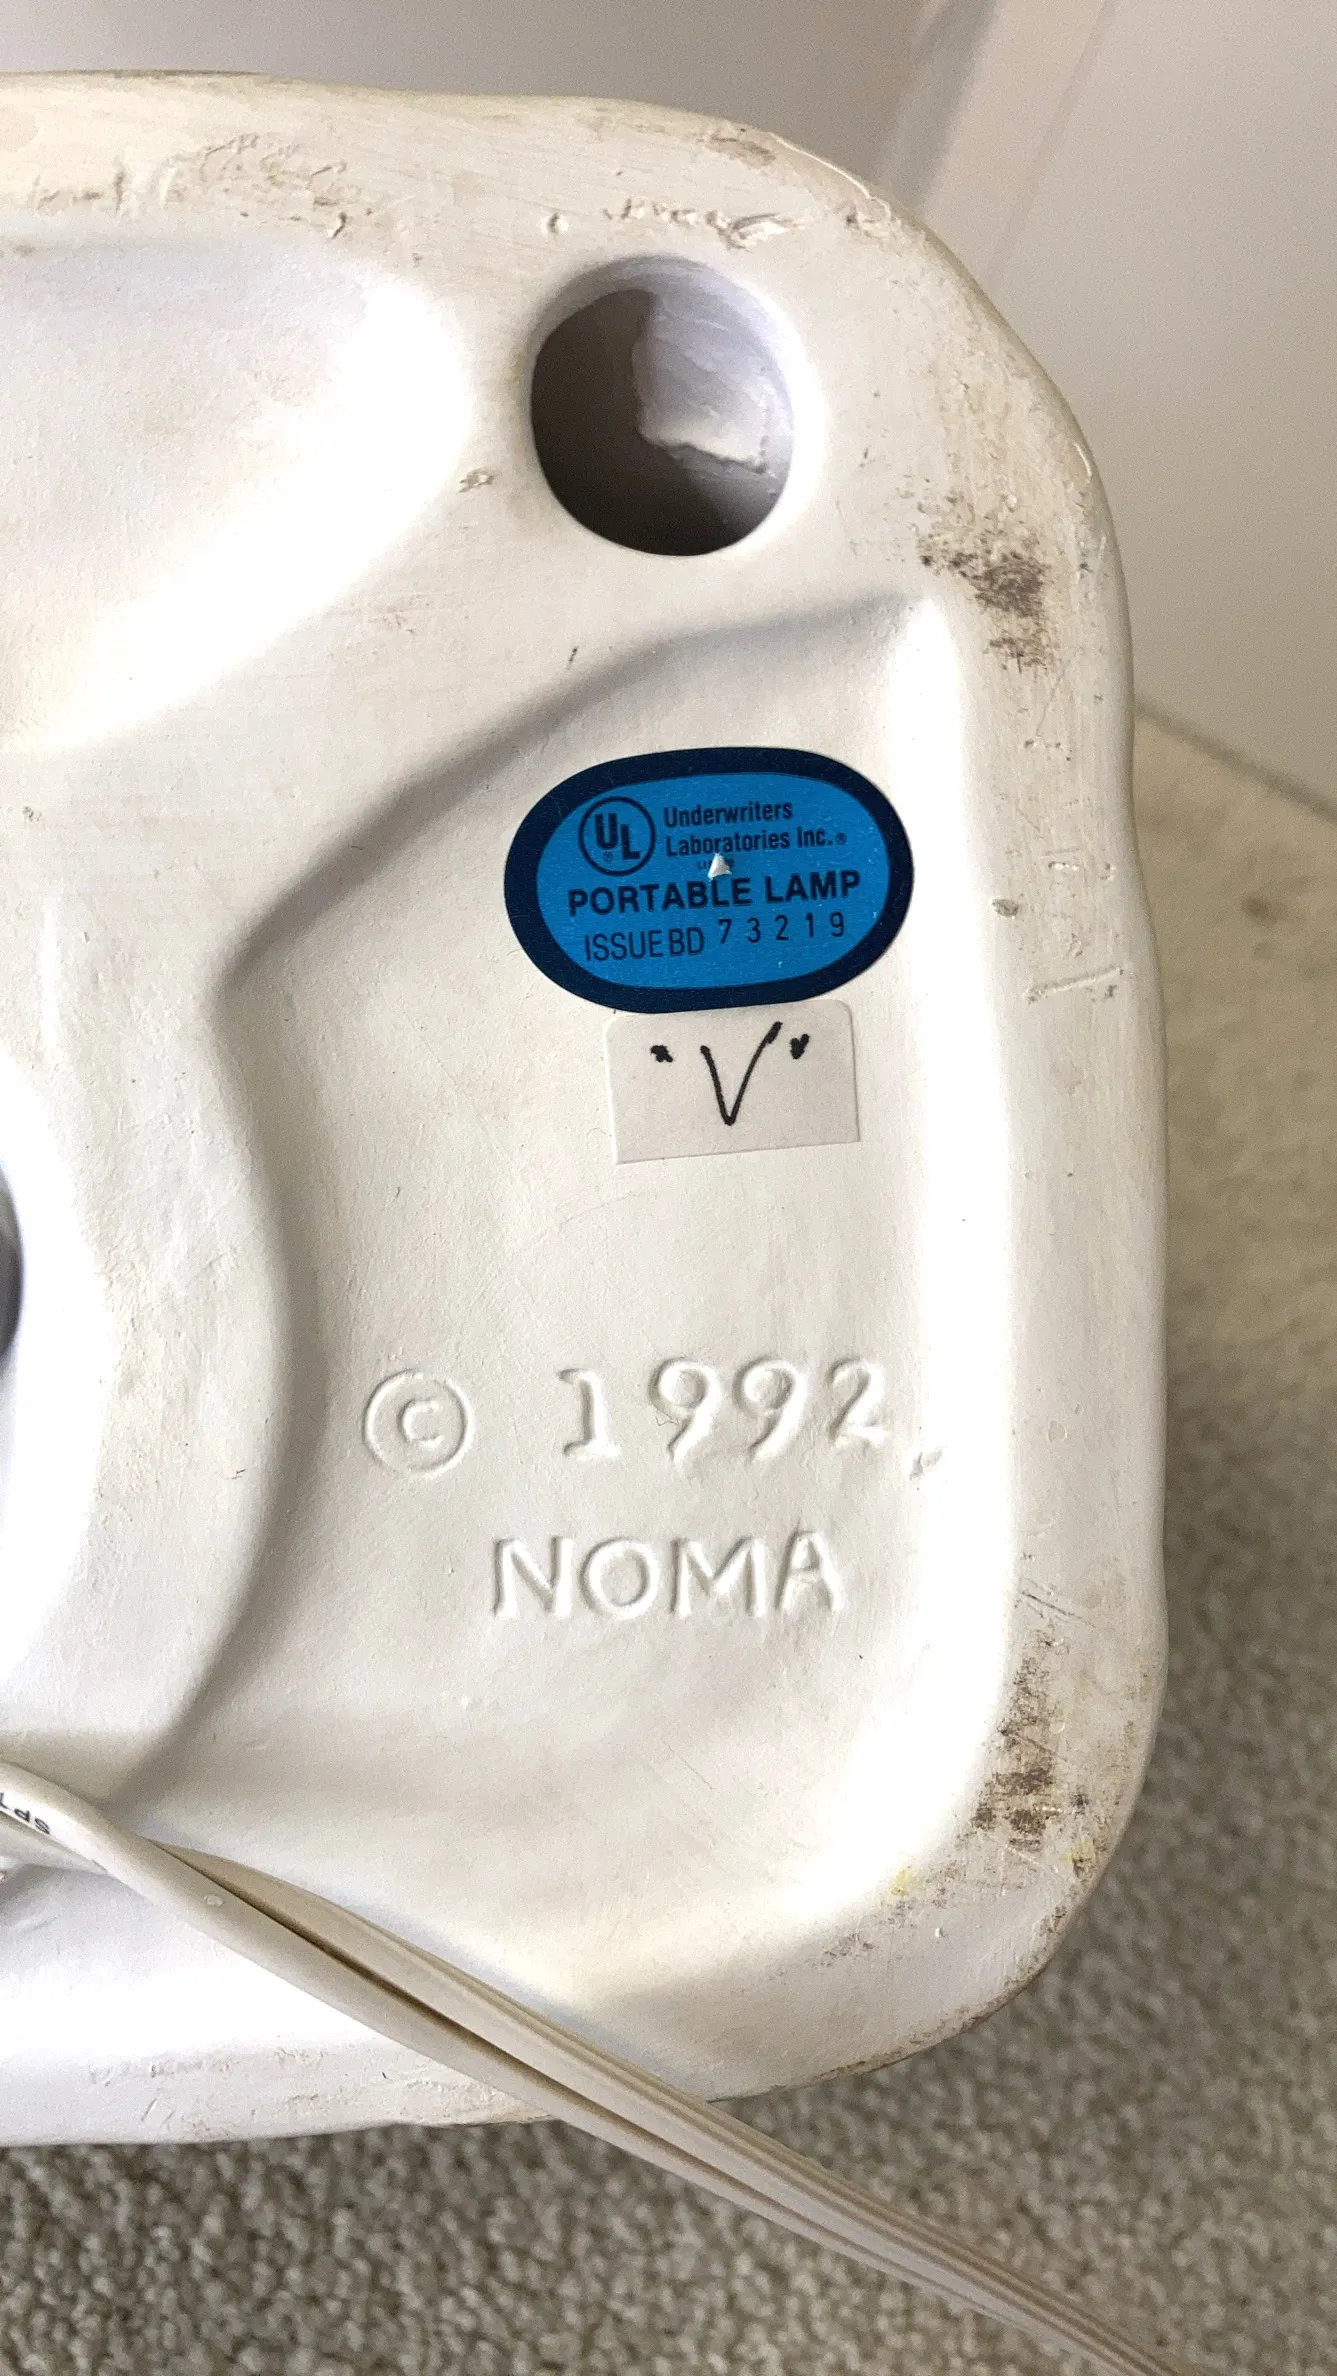 UL Underwriters
Laboratories Inc.®
PORTABLE LAMP
ISSUE BD 73219
"V"
© 1992
NOMA